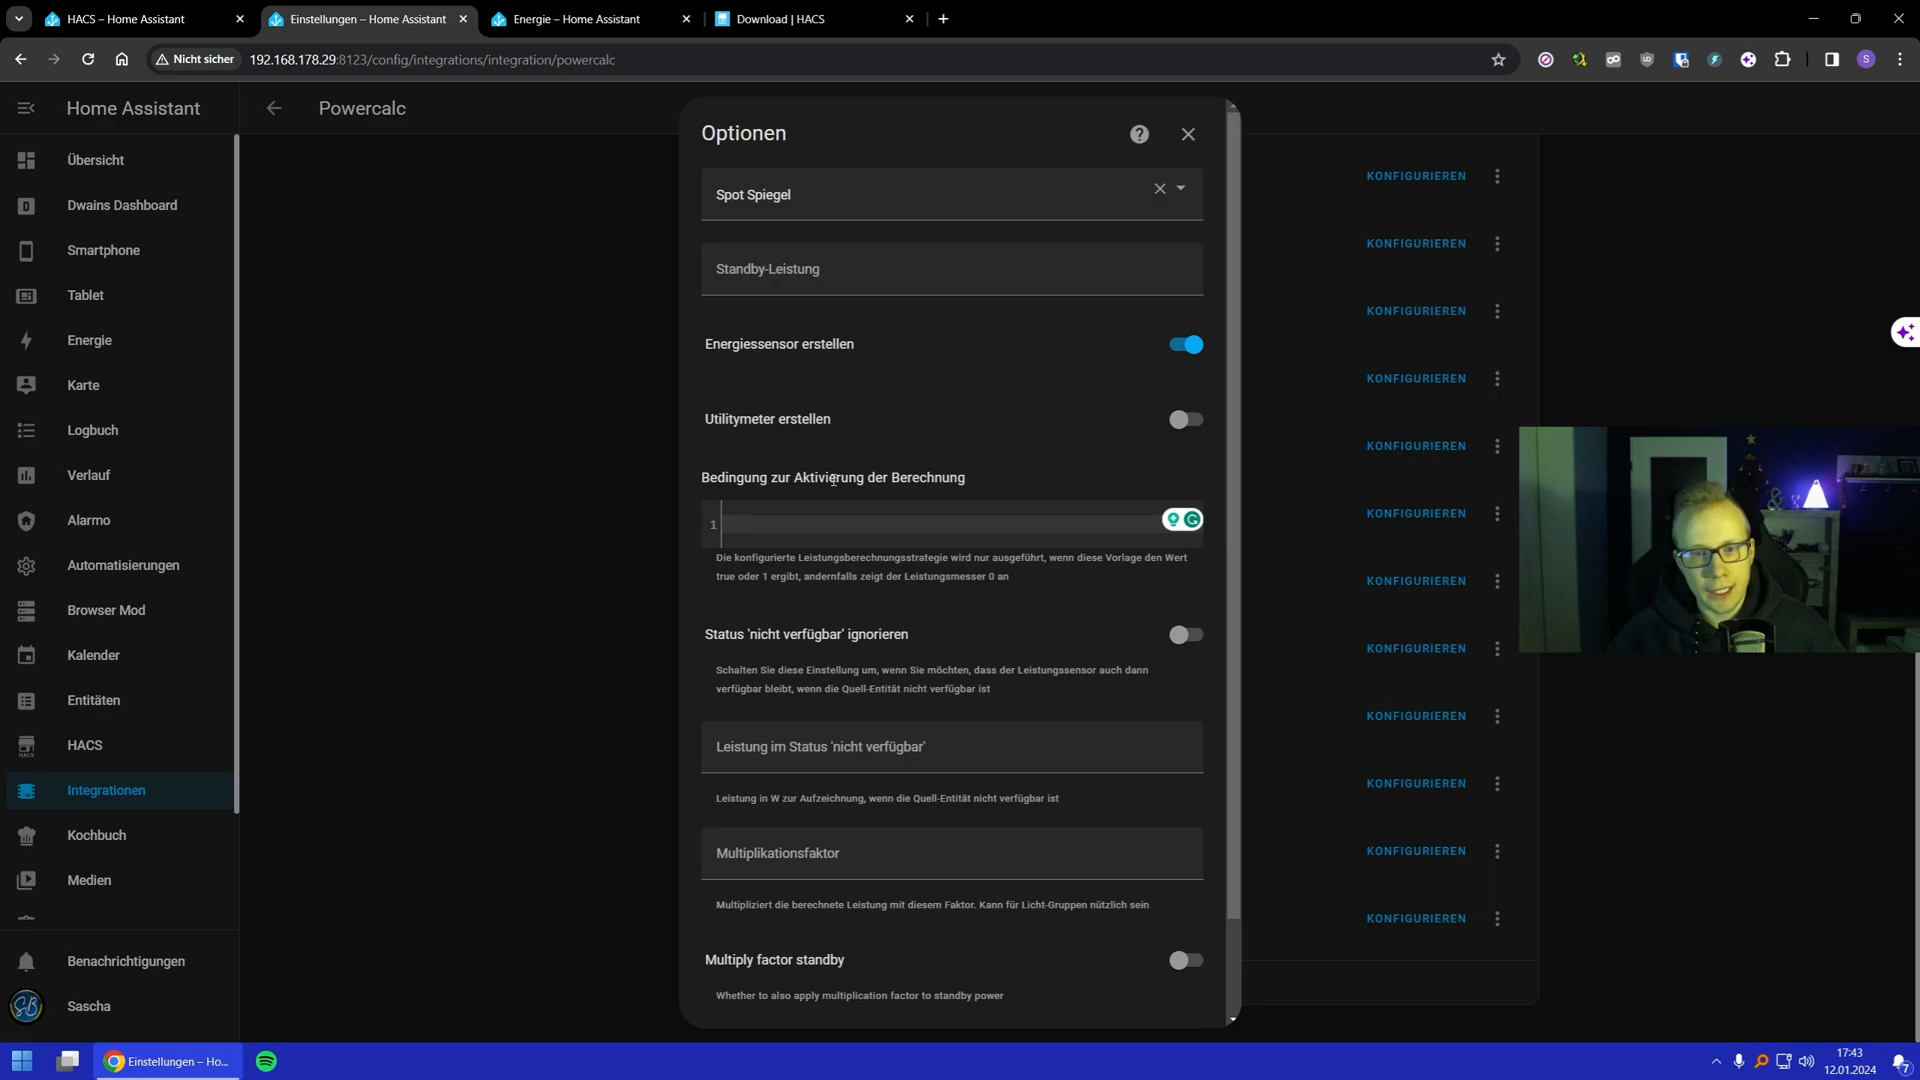 HACS – Home Assistant
Einstellungen – Home Assistant
Energie – Home Assistant
Download | HACS
Nicht sicher
192.168.178.29:8123/config/integrations/integration/powercalc
S
Home Assistant
Powercalc
Übersicht
Dwains Dashboard
Smartphone
Tablet
Energie
Karte
Logbuch
Verlauf
Alarmo
Automatisierungen
Browser Mod
Kalender
Entitäten
HACS
Integrationen
Kochbuch
Medien
Benachrichtigungen
Sascha
Optionen
Spot Spiegel
Standby-Leistung
Energiessensor erstellen
Utilitymeter erstellen
Bedingung zur Aktivierung der Berechnung
1
Die konfigurierte Leistungsberechnungsstrategie wird nur ausgeführt, wenn diese Vorlage den Wert
true oder 1 ergibt, andernfalls zeigt der Leistungsmesser 0 an
Status 'nicht verfügbar' ignorieren
Schalten Sie diese Einstellung um, wenn Sie möchten, dass der Leistungssensor auch dann
verfügbar bleibt, wenn die Quell-Entität nicht verfügbar ist
Leistung im Status 'nicht verfügbar'
Leistung in W zur Aufzeichnung, wenn die Quell-Entität nicht verfügbar ist
Multiplikationsfaktor
Multipliziert die berechnete Leistung mit diesem Faktor. Kann für Licht-Gruppen nützlich sein
Multiply factor standby
Whether to also apply multiplication factor to standby power
KONFIGURIEREN
KONFIGURIEREN
KONFIGURIEREN
KONFIGURIEREN
KONFIGURIEREN
KONFIGURIEREN
KONFIGURIEREN
KONFIGURIEREN
KONFIGURIEREN
KONFIGURIEREN
KONFIGURIEREN
KONFIGURIEREN
Einstellungen – Ho...
17:43
12.01.2024
7